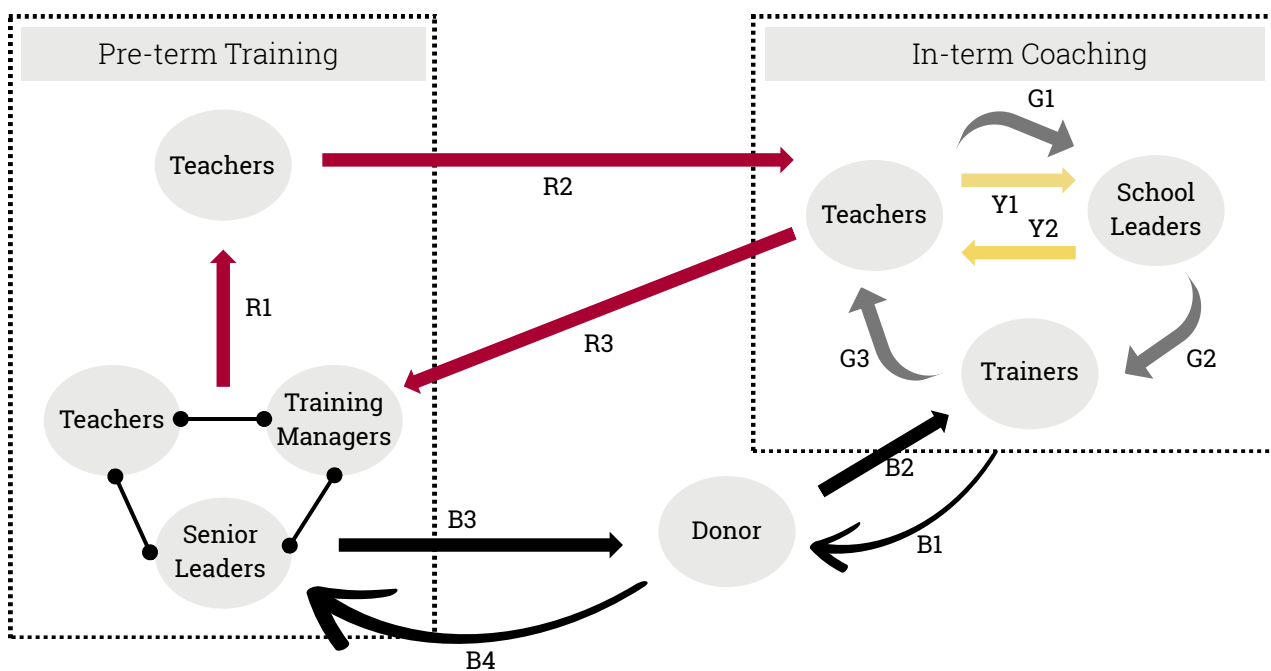 Pre-term Training
In-term Coaching
G1
Teachers
R2
Teachers
Y1
School
Leaders
Y2
R1
R3
G3
G2
Trainers
Teachers
Training
Managers
B2
B3
Senior
Leaders
Donor
B1
B4